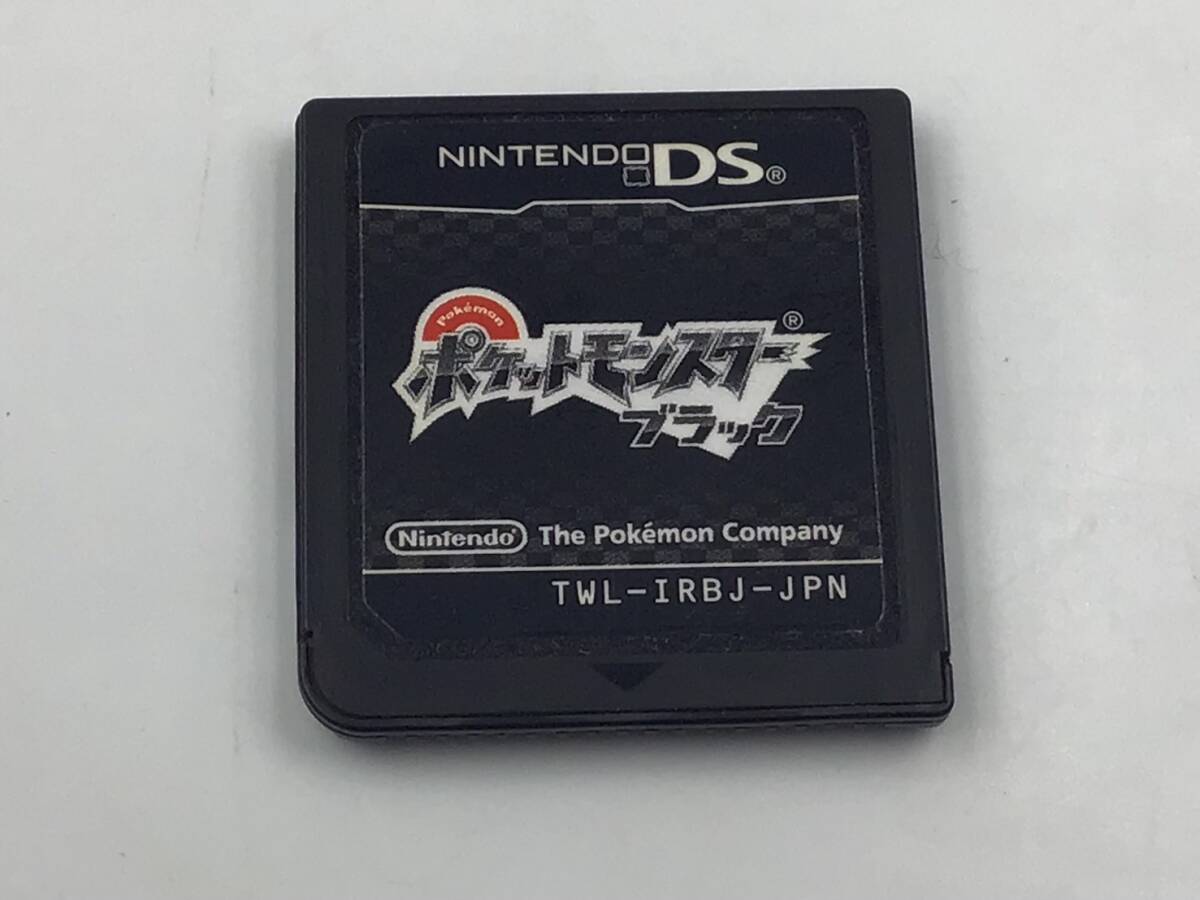 NINTENDO DS®
Pokémon
ポケットモンスター®
ブラック
Nintendo® The Pokémon Company
TWL-IRBJ-JPN